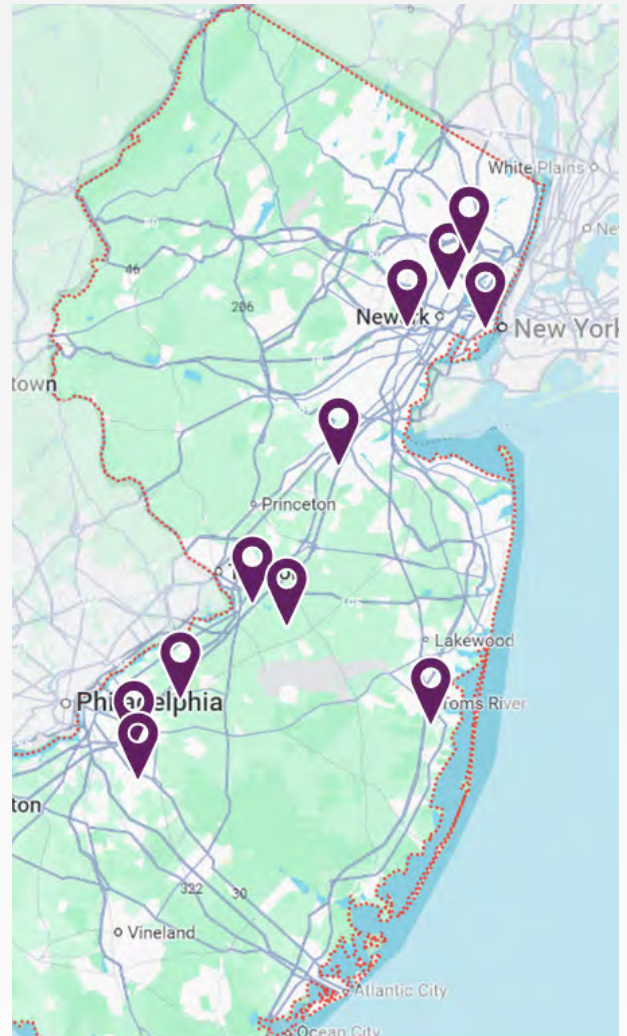 White Plains
80
46
206
Newark
New York
town
Princeton
Lakewood
Philadelphia
Toms River
ton
322
30
Vineland
Atlantic City
Ocean City